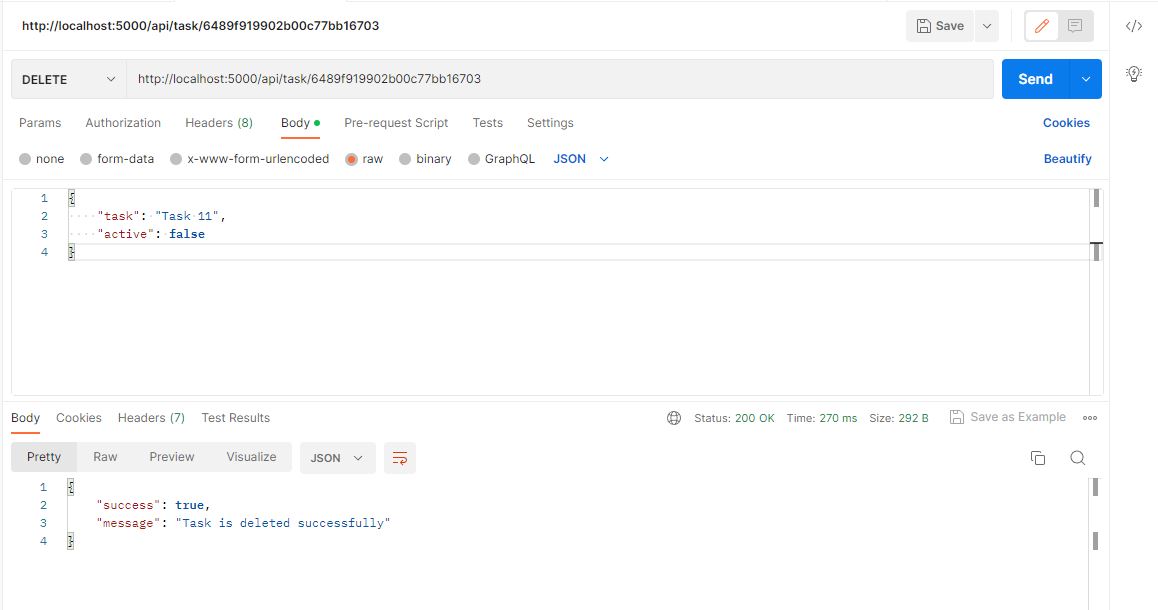 http://localhost:5000/api/task/6489f919902b00c77bb16703 Save
DELETE http://localhost:5000/api/task/6489f919902b00c77bb16703 Send
Params Authorization Headers (8) Body Pre-request Script Tests Settings Cookies
none form-data x-www-form-urlencoded raw binary GraphQL JSON Beautify
1 {
2 "task": "Task 11",
3 "active": false
4 }
Body Cookies Headers (7) Test Results Status: 200 OK Time: 270 ms Size: 292 B Save as Example
Pretty Raw Preview Visualize JSON
1 {
2 "success": true,
3 "message": "Task is deleted successfully"
4 }